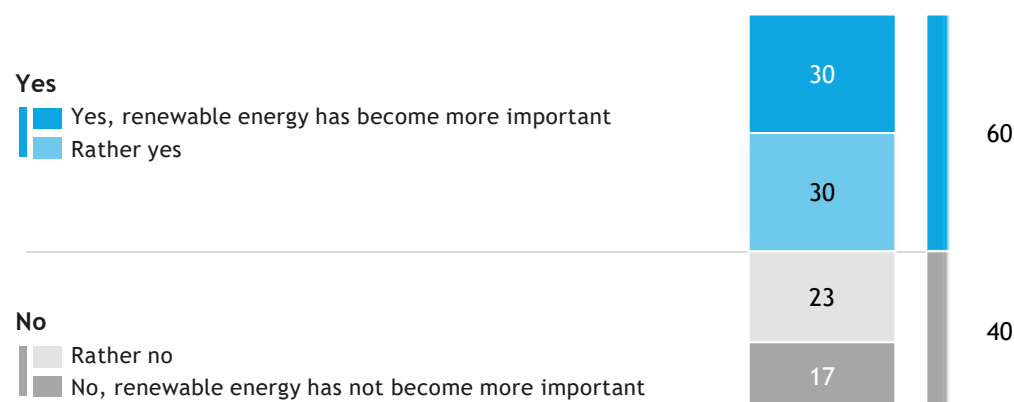 Yes
Yes, renewable energy has become more important
Rather yes
30
30
60
No
Rather no
No, renewable energy has not become more important
23
17
40